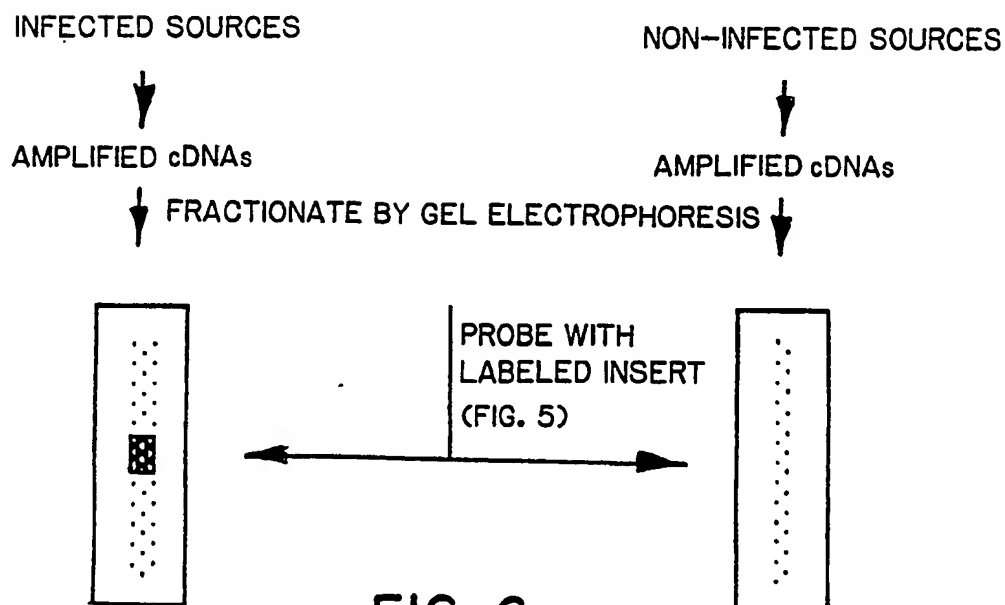 INFECTED SOURCES
NON-INFECTED SOURCES
AMPLIFIED cDNAs
AMPLIFIED cDNAs
FRACTIONATE BY GEL ELECTROPHORESIS
PROBE WITH
LABELED INSERT
(FIG. 5)